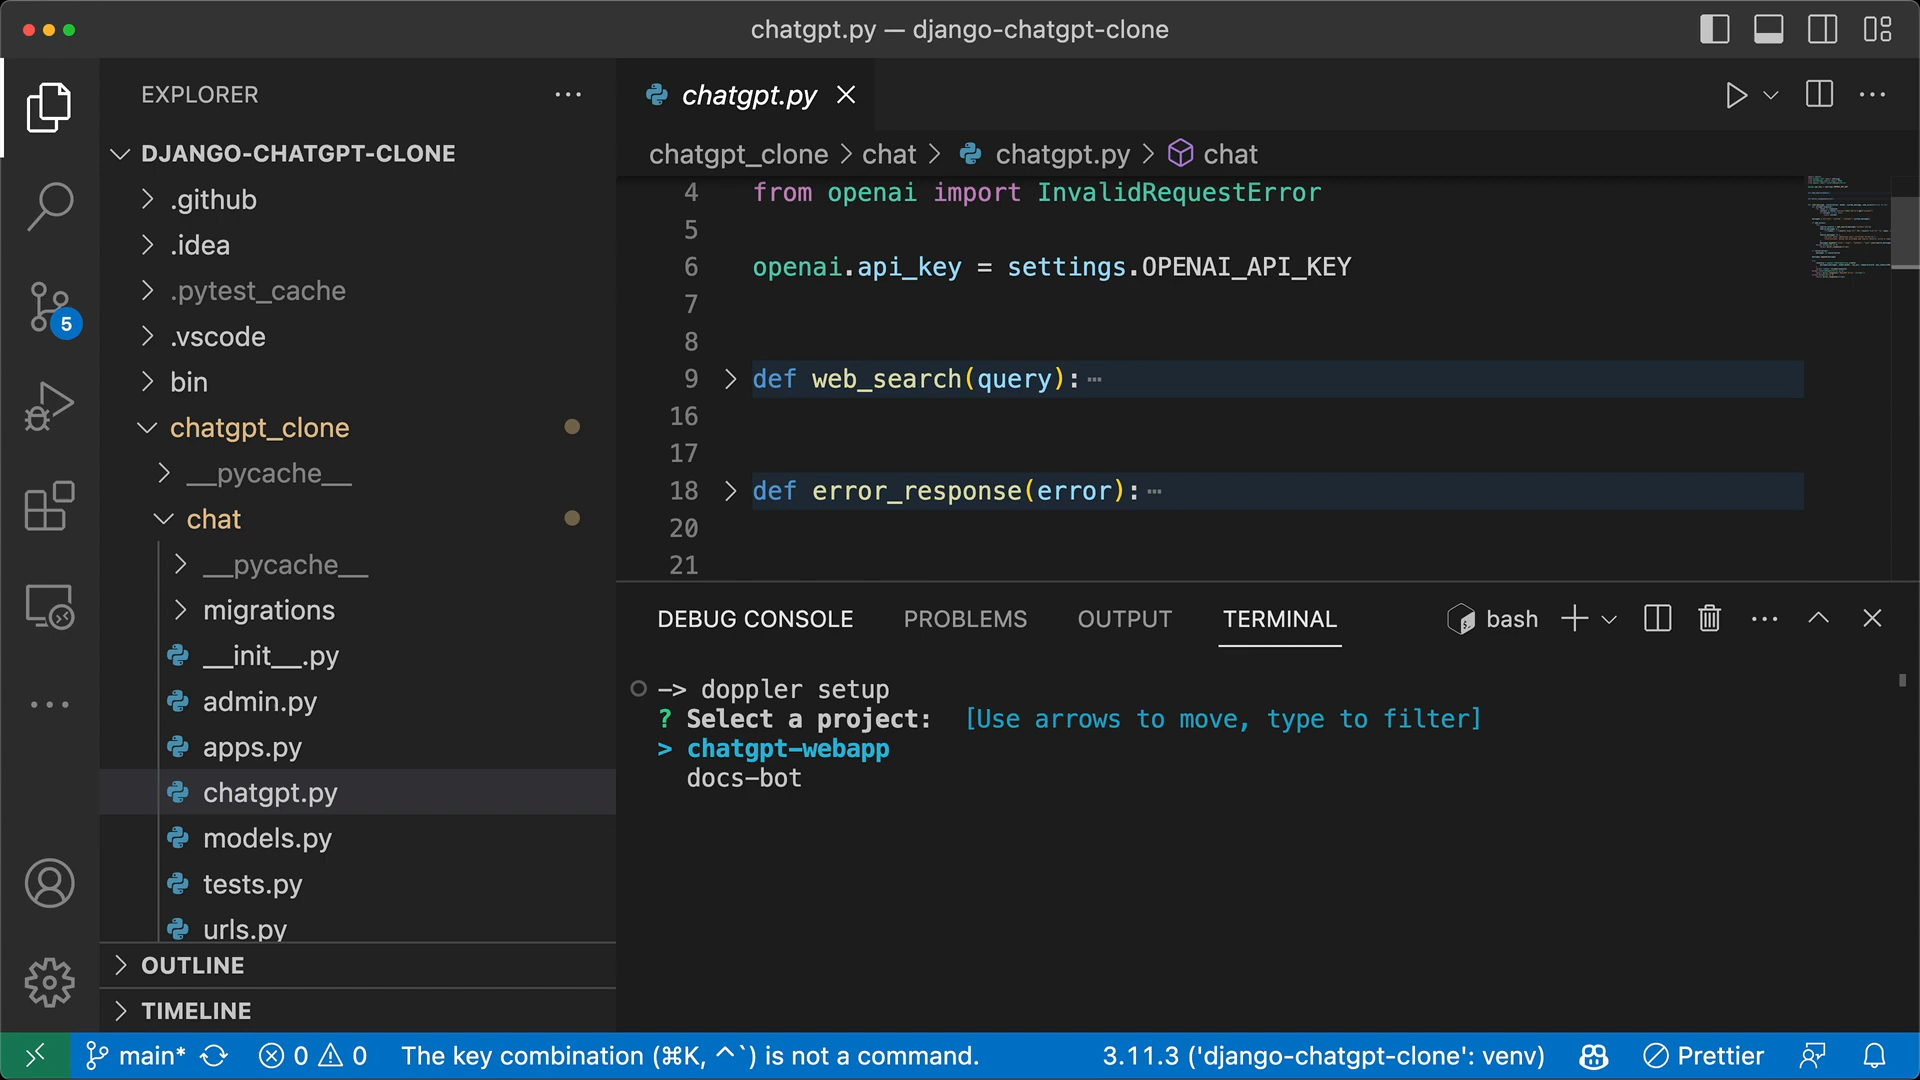 chatgpt.py — django-chatgpt-clone
EXPLORER
DJANGO-CHATGPT-CLONE
.github
.idea
.pytest_cache
.vscode
bin
chatgpt_clone
__pycache__
chat
__pycache__
migrations
__init__.py
admin.py
apps.py
chatgpt.py
models.py
tests.py
urls.py
OUTLINE
TIMELINE
5
chatgpt.py
chatgpt_clone > chat > chatgpt.py > chat
4 from openai import InvalidRequestError
5
6 openai.api_key = settings.OPENAI_API_KEY
7
8
9 def web_search(query):
16
17
18 def error_response(error):
20
21
DEBUG CONSOLE PROBLEMS OUTPUT TERMINAL bash
—> doppler setup
? Select a project: [Use arrows to move, type to filter]
> chatgpt-webapp
docs-bot
main* 0 0 The key combination (⌘K, ⌃`) is not a command. 3.11.3 ('django-chatgpt-clone': venv) Prettier